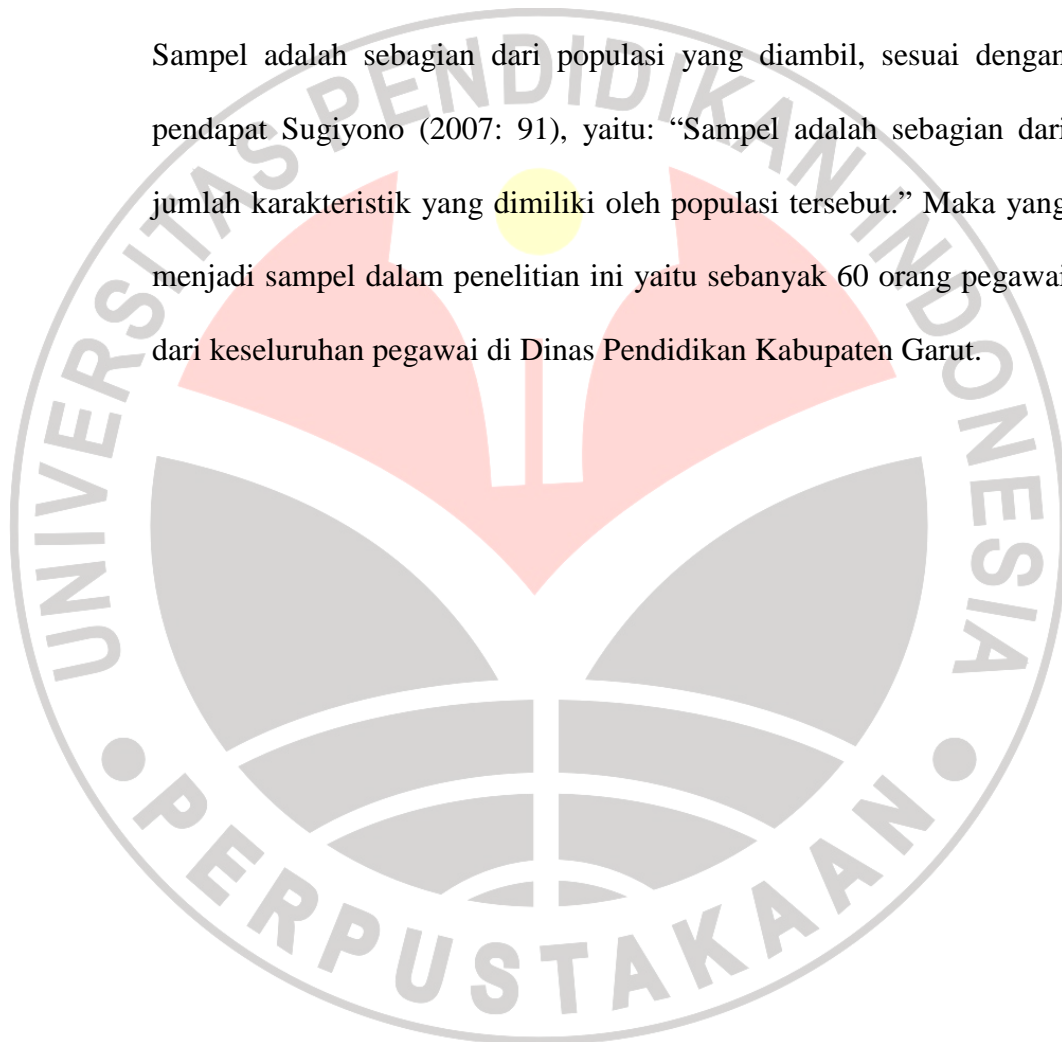 Sampel adalah sebagian dari populasi yang diambil, sesuai dengan
pendapat Sugiyono (2007: 91), yaitu: “Sampel adalah sebagian dari
jumlah karakteristik yang dimiliki oleh populasi tersebut.” Maka yang
menjadi sampel dalam penelitian ini yaitu sebanyak 60 orang pegawai
dari keseluruhan pegawai di Dinas Pendidikan Kabupaten Garut.
UNIVERSITAS PENDIDIKAN INDONESIA
PERPUSTAKAAN